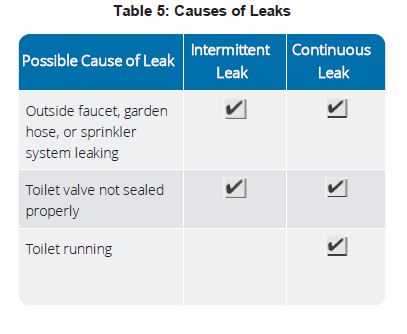 Table 5: Causes of Leaks
Possible Cause of Leak
Intermittent
Leak
Continuous
Leak
Outside faucet, garden
hose, or sprinkler
system leaking
✔
✔
Toilet valve not sealed
properly
✔
✔
Toilet running
✔